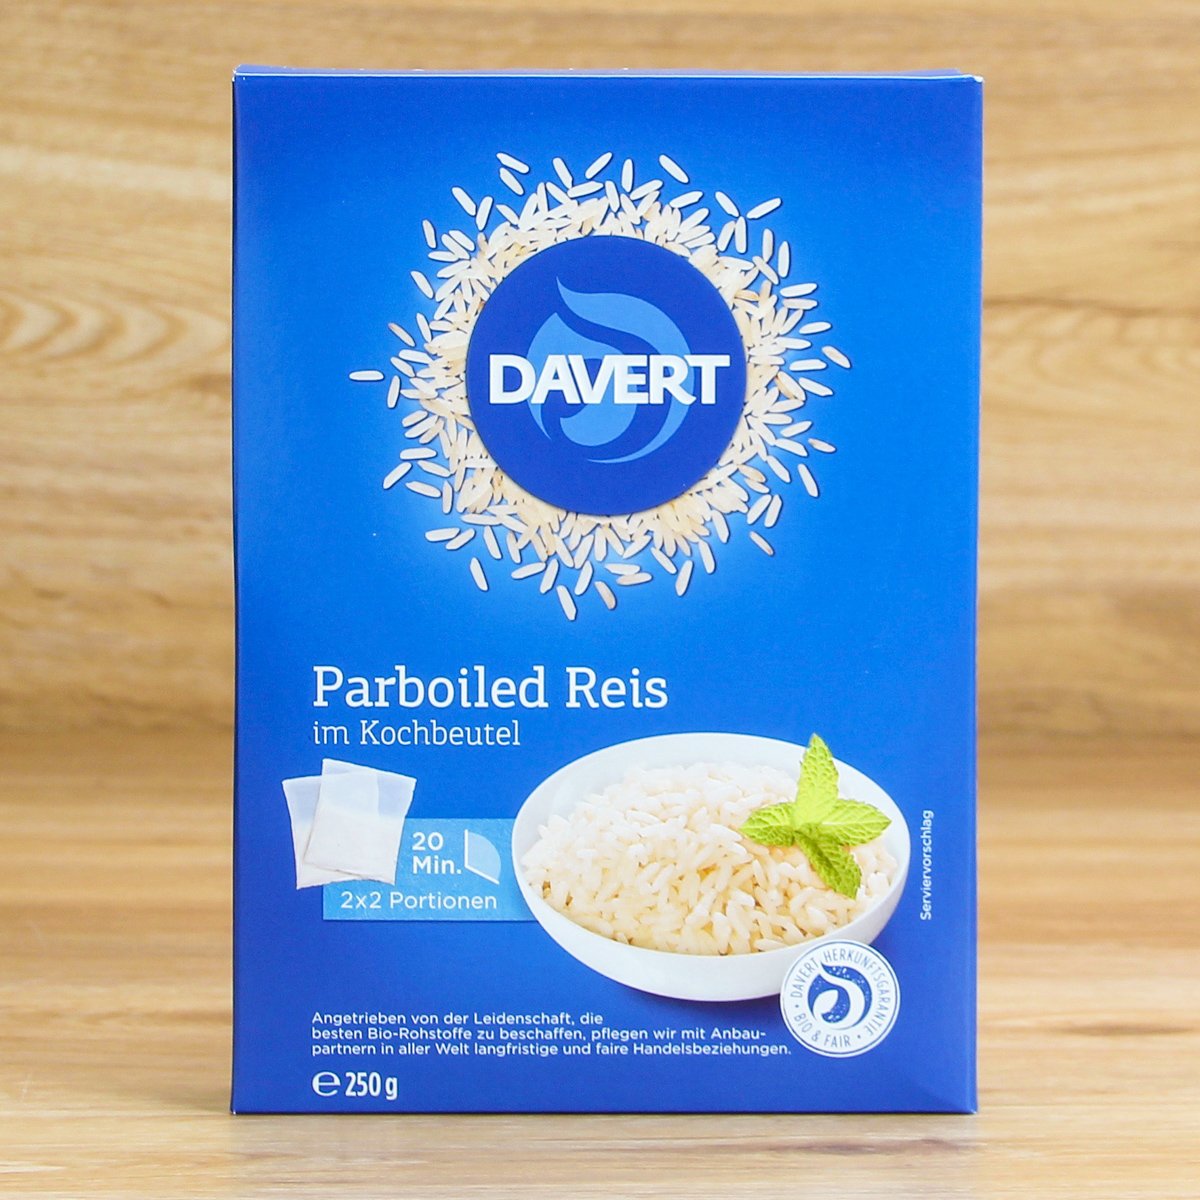 DAVERT
Parboiled Reis
im Kochbeutel
20
Min.
2x2 Portionen
Serviervorschlag
DAVERT HERKUNFTSGARANTIE
• BIO & FAIR •
Angetrieben von der Leidenschaft, die
besten Bio-Rohstoffe zu beschaffen, pflegen wir mit Anbau-
partnern in aller Welt langfristige und faire Handelsbeziehungen.
℮ 250 g